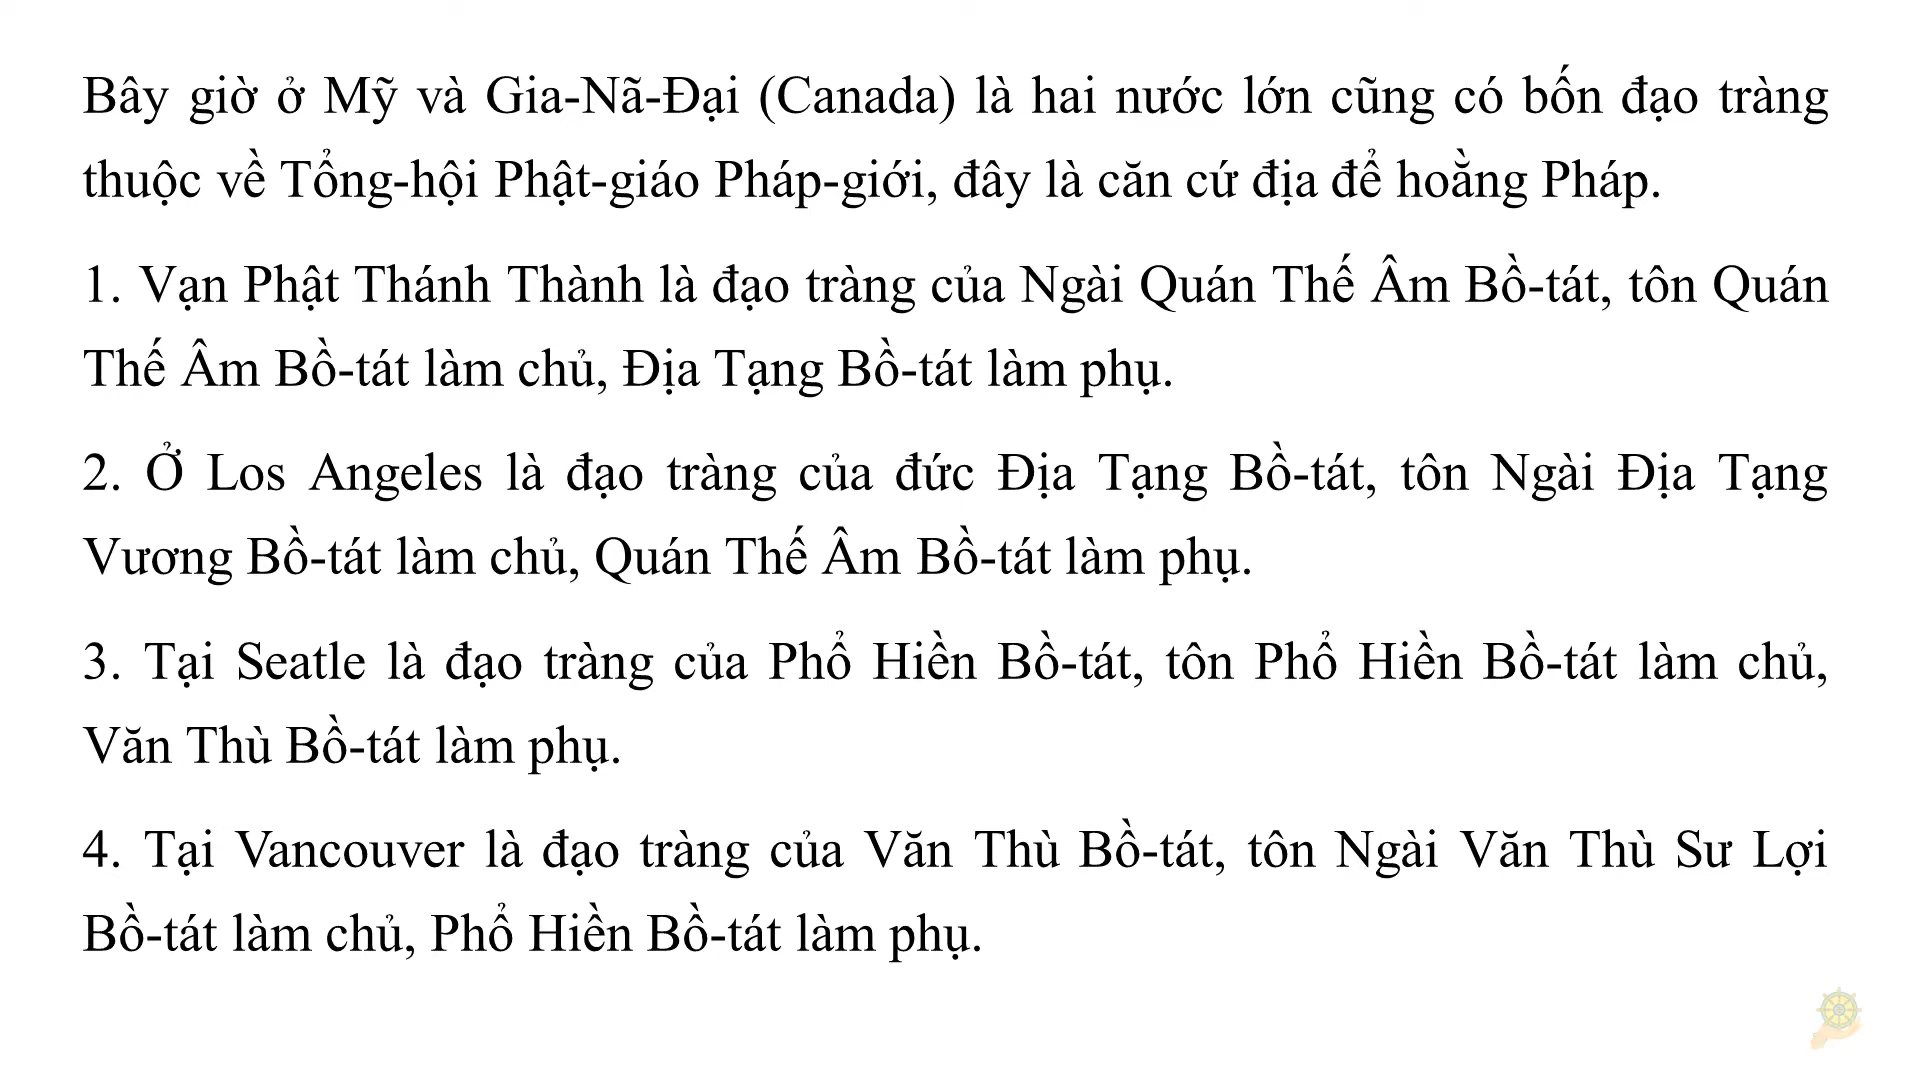 Bây giờ ở Mỹ và Gia-Nã-Đại (Canada) là hai nước lớn cũng có bốn đạo tràng
thuộc về Tổng-hội Phật-giáo Pháp-giới, đây là căn cứ địa để hoằng Pháp.
1. Vạn Phật Thánh Thành là đạo tràng của Ngài Quán Thế Âm Bồ-tát, tôn Quán
Thế Âm Bồ-tát làm chủ, Địa Tạng Bồ-tát làm phụ.
2. Ở Los Angeles là đạo tràng của đức Địa Tạng Bồ-tát, tôn Ngài Địa Tạng
Vương Bồ-tát làm chủ, Quán Thế Âm Bồ-tát làm phụ.
3. Tại Seatle là đạo tràng của Phổ Hiền Bồ-tát, tôn Phổ Hiền Bồ-tát làm chủ,
Văn Thù Bồ-tát làm phụ.
4. Tại Vancouver là đạo tràng của Văn Thù Bồ-tát, tôn Ngài Văn Thù Sư Lợi
Bồ-tát làm chủ, Phổ Hiền Bồ-tát làm phụ.